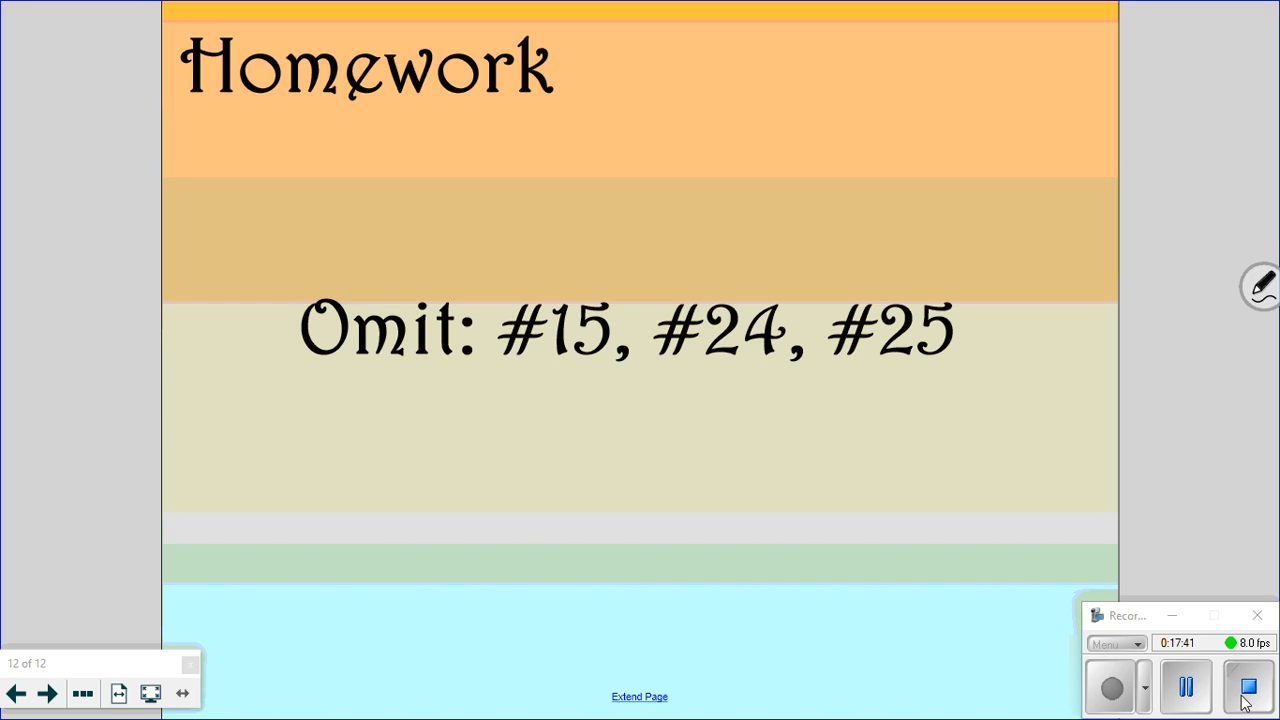 Homework
Omit: #15, #24, #25
Recor...
Menu
0:17:41
8.0 fps
12 of 12
Extend Page